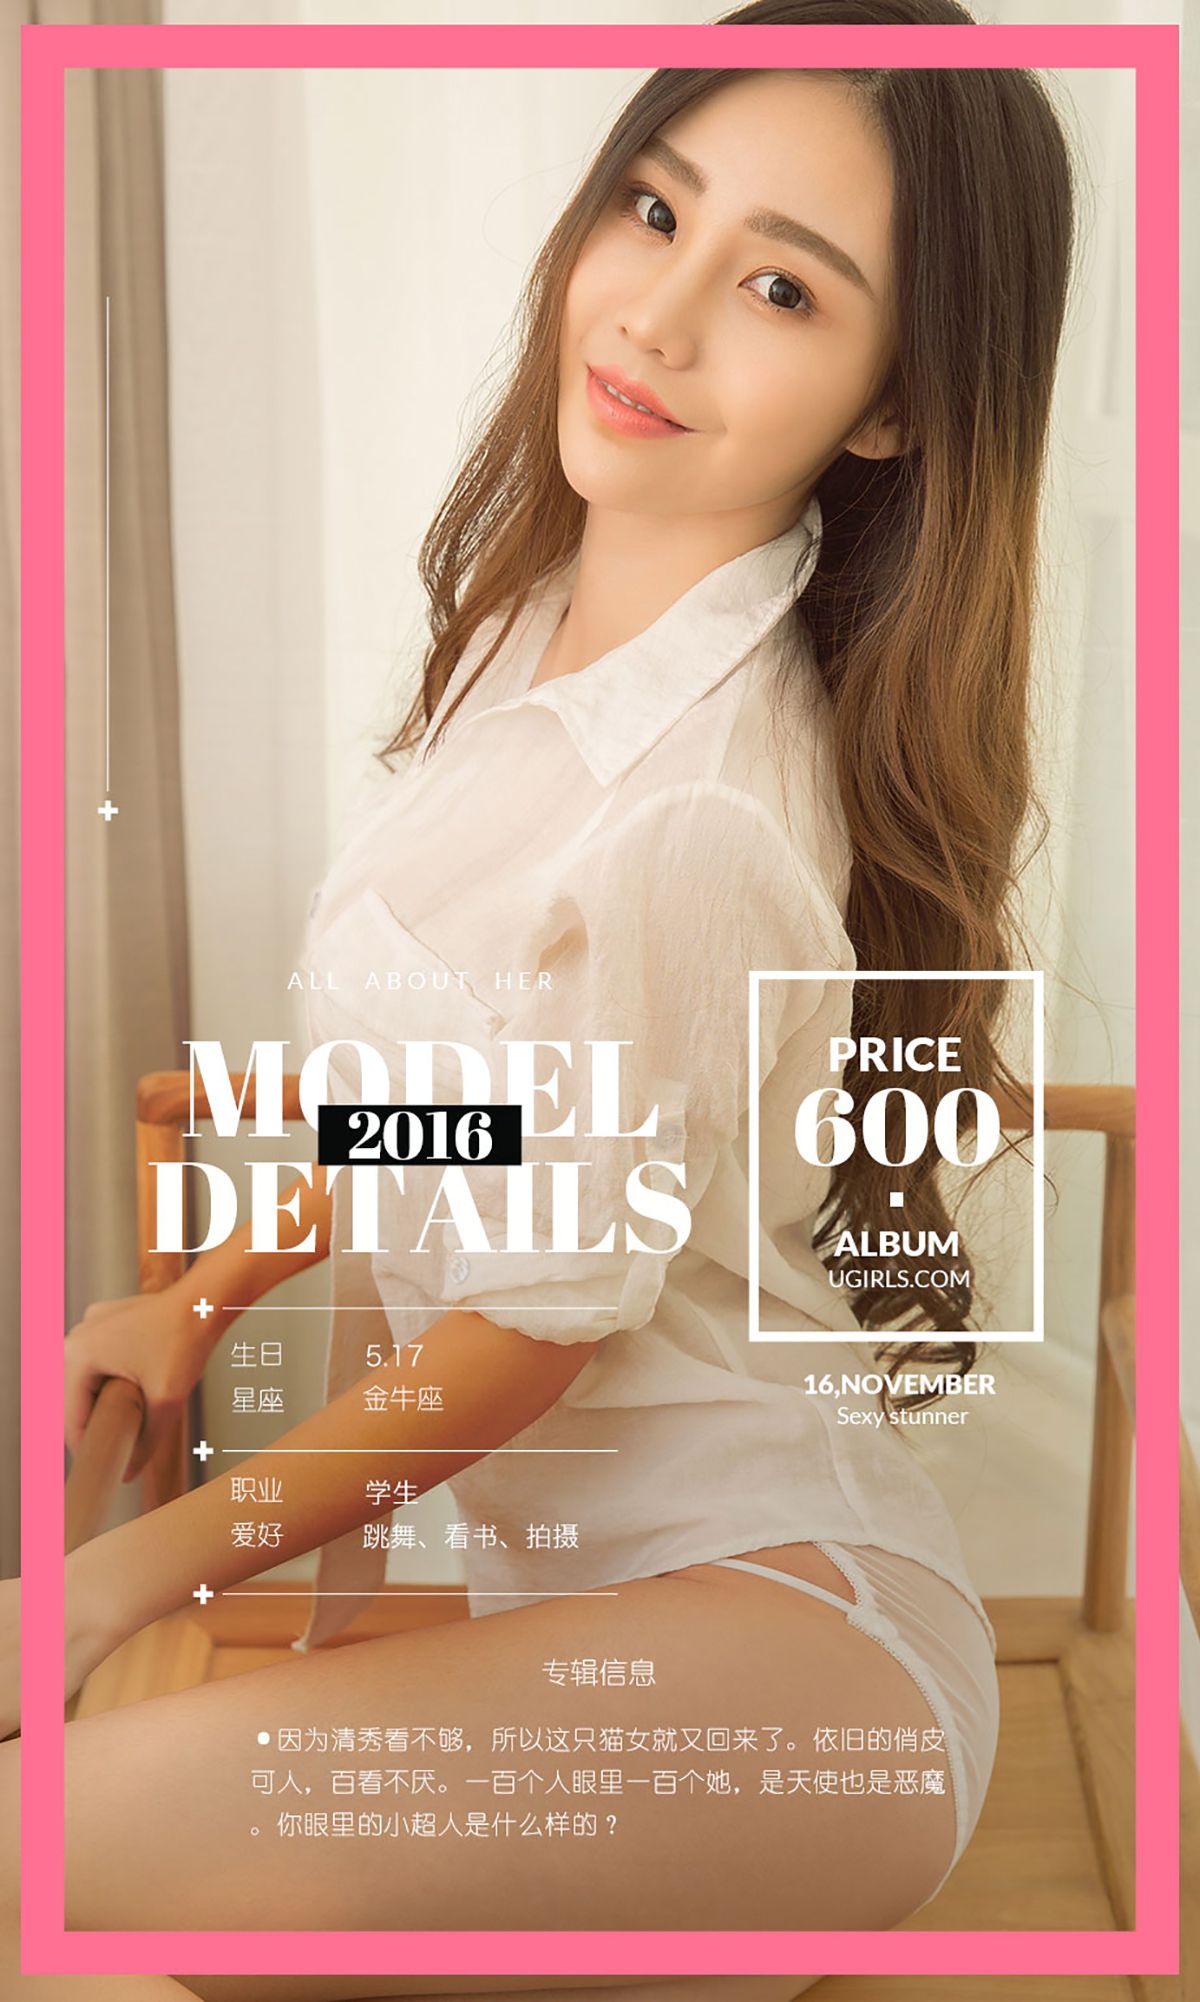 ALL ABOUT HER
MODEL
2016
DETAILS
PRICE
600
ALBUM
UGIRLS.COM
16,NOVEMBER
Sexy stunner
生日 5.17
星座 金牛座
职业 学生
爱好 跳舞、看书、拍摄
专辑信息
●因为清秀看不够，所以这只猫女就又回来了。依旧的俏皮
可人，百看不厌。一百个人眼里一百个她，是天使也是恶魔
。你眼里的小超人是什么样的？